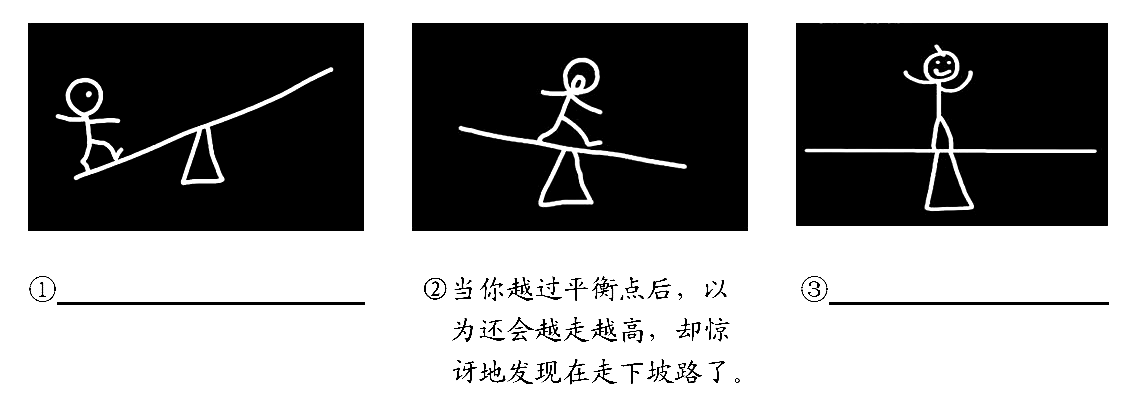 ①
②当你越过平衡点后，以
为还会越走越高，却惊
讶地发现在走下坡路了。
③